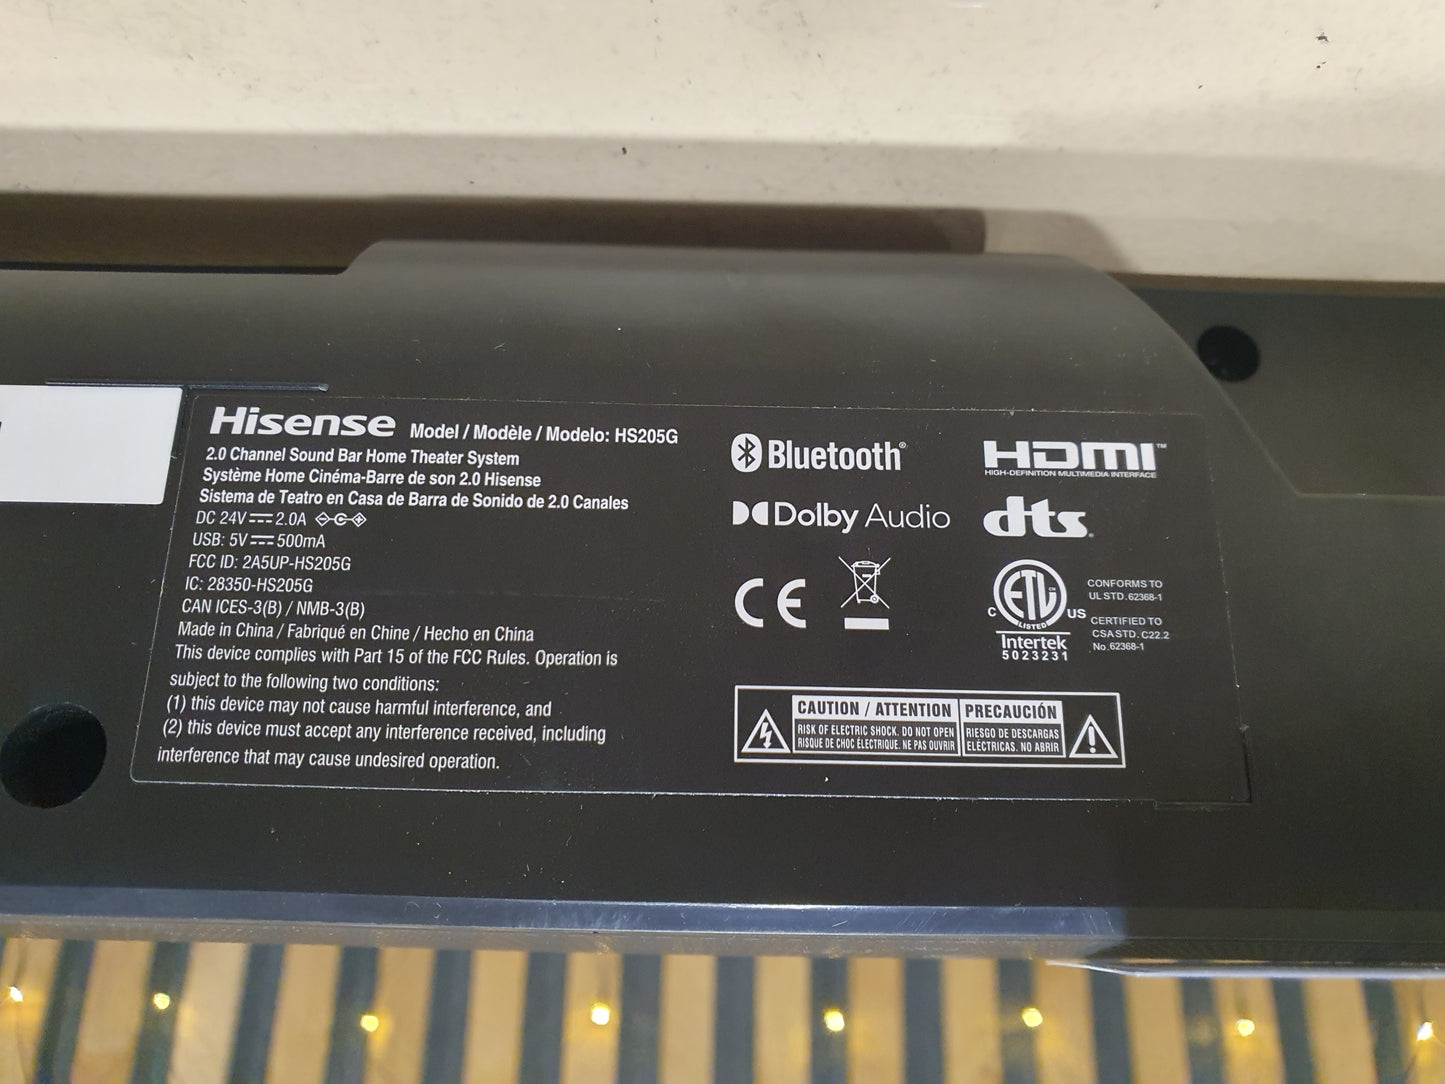 Hisense Model / Modèle / Modelo: HS205G
2.0 Channel Sound Bar Home Theater System
Système Home Cinéma-Barre de son 2.0 Hisense
Sistema de Teatro en Casa de Barra de Sonido de 2.0 Canales
DC 24V 2.0A
USB: 5V 500mA
FCC ID: 2A5UP-HS205G
IC: 28350-HS205G
CAN ICES-3(B) / NMB-3(B)
Made in China / Fabriqué en Chine / Hecho en China
This device complies with Part 15 of the FCC Rules. Operation is
subject to the following two conditions:
(1) this device may not cause harmful interference, and
(2) this device must accept any interference received, including
interference that may cause undesired operation.
Bluetooth®
HDMI™
HIGH-DEFINITION MULTIMEDIA INTERFACE
Dolby Audio
dts
CE
C ETL US
LISTED
Intertek
5023231
CONFORMS TO
UL STD. 62368-1
CERTIFIED TO
CSA STD. C22.2
No. 62368-1
CAUTION / ATTENTION
RISK OF ELECTRIC SHOCK. DO NOT OPEN
RISQUE DE CHOC ÉLECTRIQUE. NE PAS OUVRIR
PRECAUCIÓN
RIESGO DE DESCARGAS
ELÉCTRICAS. NO ABRIR